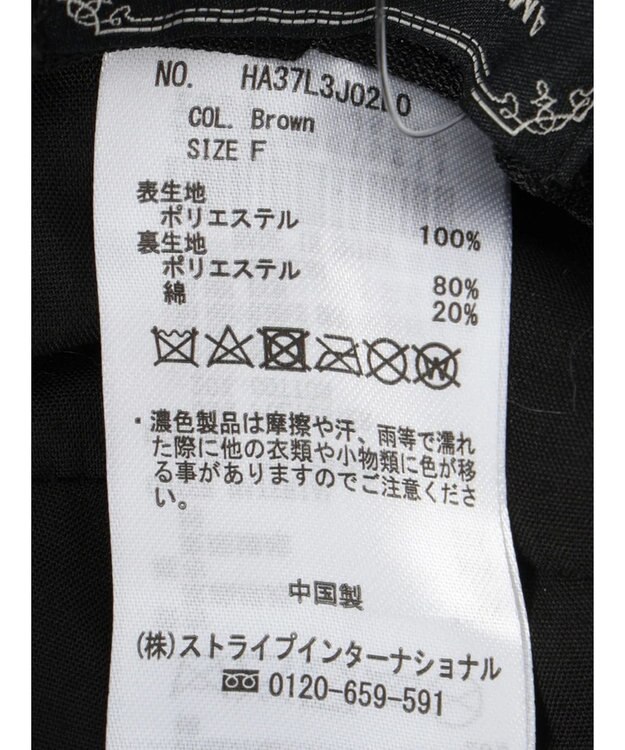 NO. HA37L3J02
COL. Brown
SIZE F
表生地
ポリエステル 100%
裏生地
ポリエステル 80%
綿 20%
・濃色製品は摩擦や汗、雨等で濡れ
た際に他の衣類や小物類に色が移
る事がありますのでご注意くださ
い。
中国製
(株)ストライプインターナショナル
0120-659-591